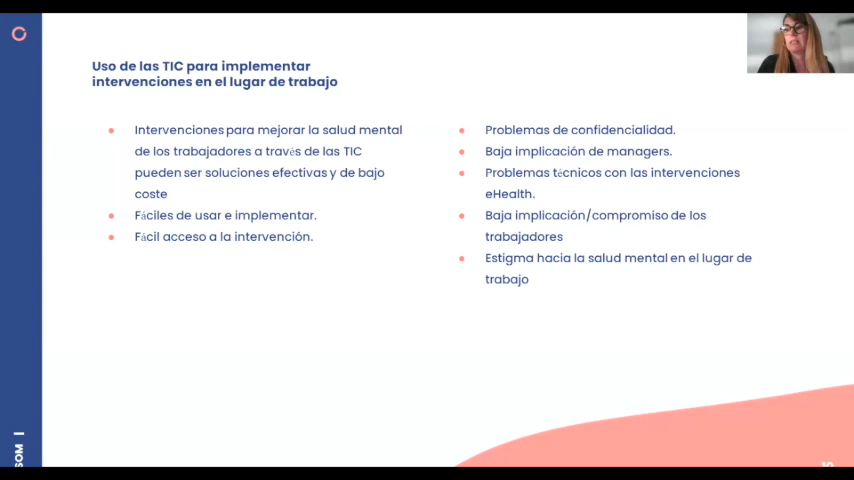 Uso de las TIC para implementar
intervenciones en el lugar de trabajo
Intervenciones para mejorar la salud mental
de los trabajadores a través de las TIC
pueden ser soluciones efectivas y de bajo
coste
Fáciles de usar e implementar.
Fácil acceso a la intervención.
Problemas de confidencialidad.
Baja implicación de managers.
Problemas técnicos con las intervenciones
eHealth.
Baja implicación/compromiso de los
trabajadores
Estigma hacia la salud mental en el lugar de
trabajo